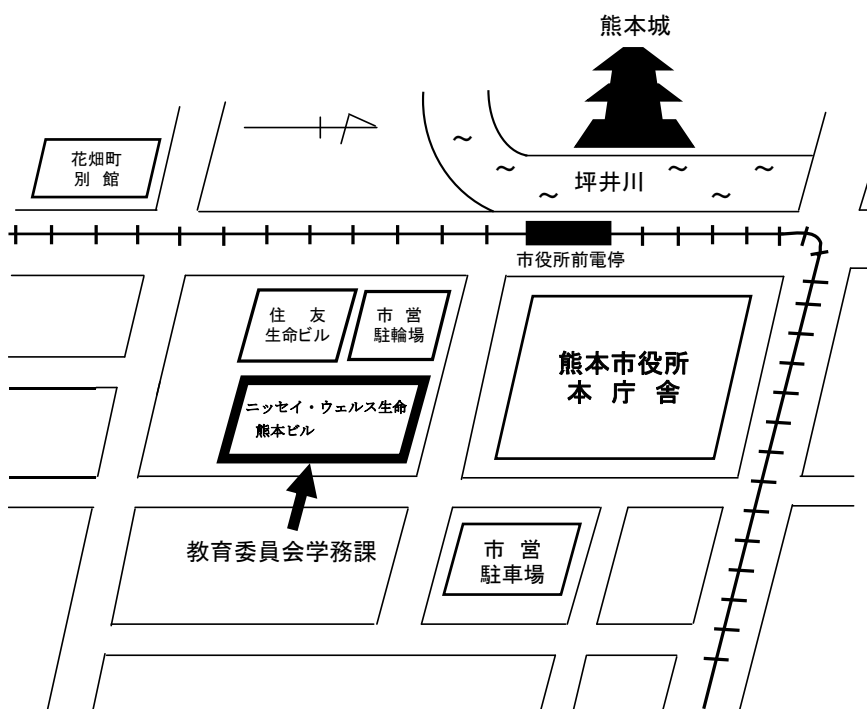 熊本城
花畑町
別 館
坪井川
市役所前電停
住 友
生命ビル
市 営
駐輪場
熊本市役所
本 庁 舎
ニッセイ・ウェルス生命
熊本ビル
教育委員会学務課
市 営
駐車場